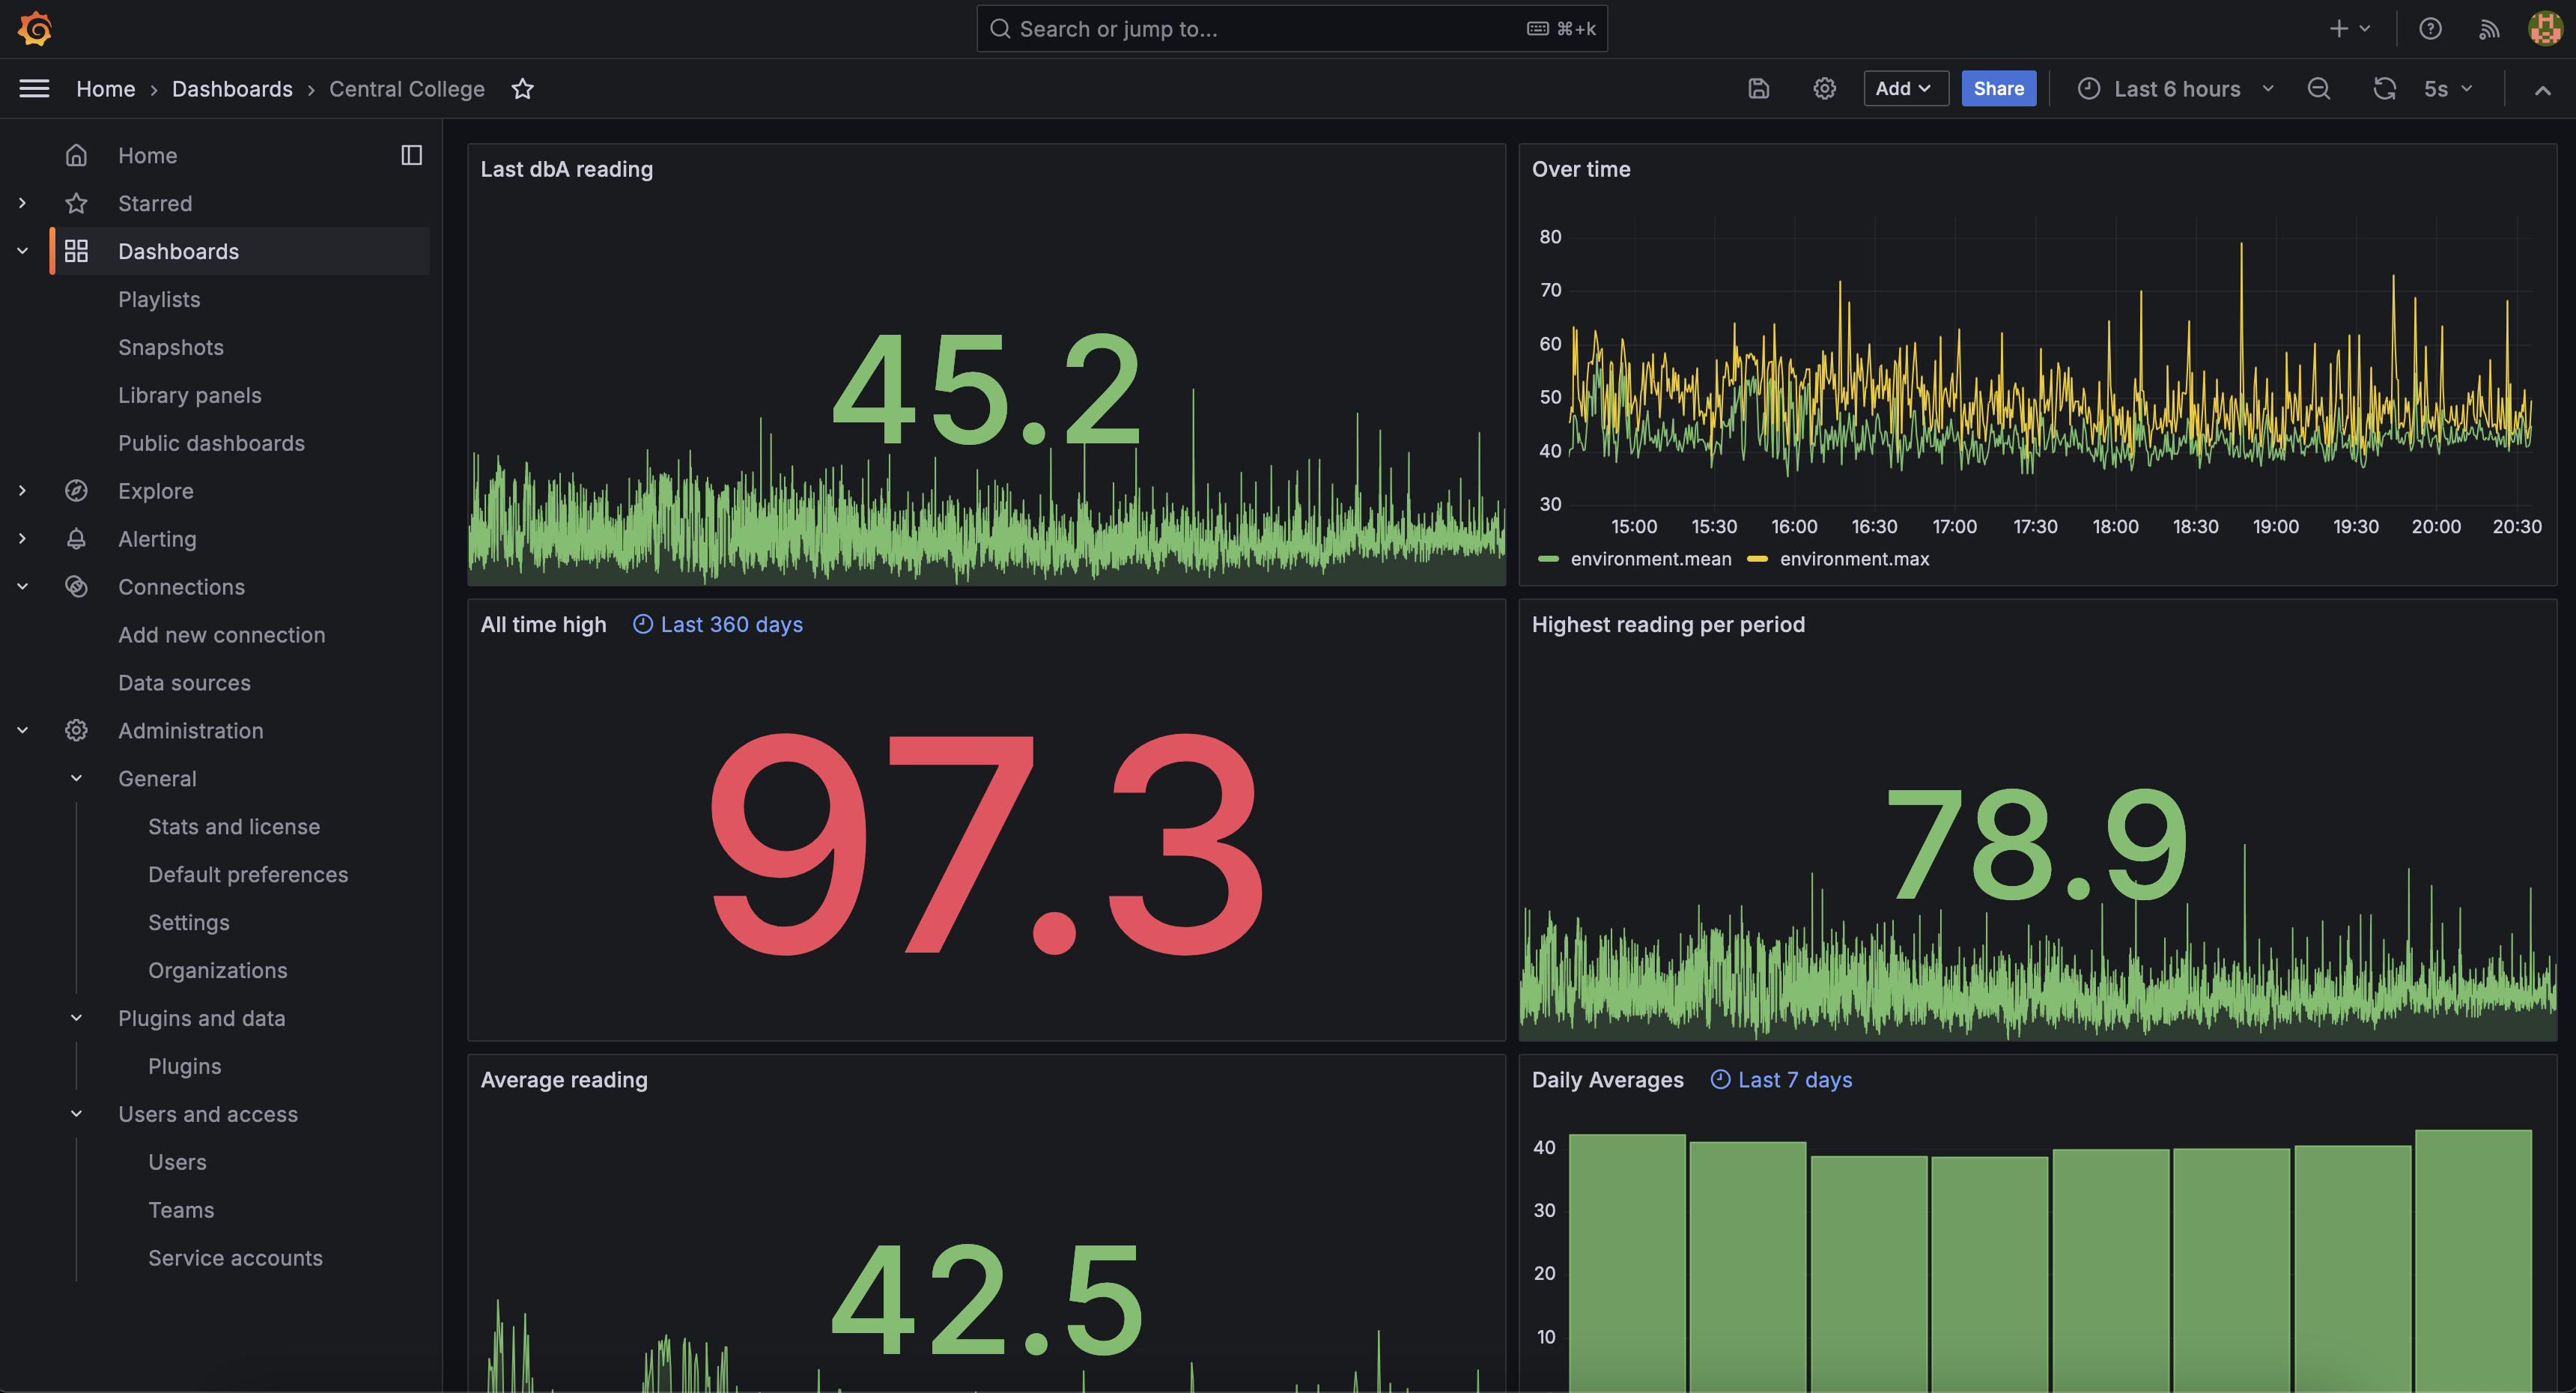 Search or jump to...
⌘+k
Home › Dashboards › Central College
Add
Share
Last 6 hours
5s
Home
Starred
Dashboards
Playlists
Snapshots
Library panels
Public dashboards
Explore
Alerting
Connections
Add new connection
Data sources
Administration
General
Stats and license
Default preferences
Settings
Organizations
Plugins and data
Plugins
Users and access
Users
Teams
Service accounts
Last dbA reading
45.2
Over time
80
70
60
50
40
30
15:00 15:30 16:00 16:30 17:00 17:30 18:00 18:30 19:00 19:30 20:00 20:30
environment.mean environment.max
All time high Last 360 days
97.3
Highest reading per period
78.9
Average reading
42.5
Daily Averages Last 7 days
40
30
20
10